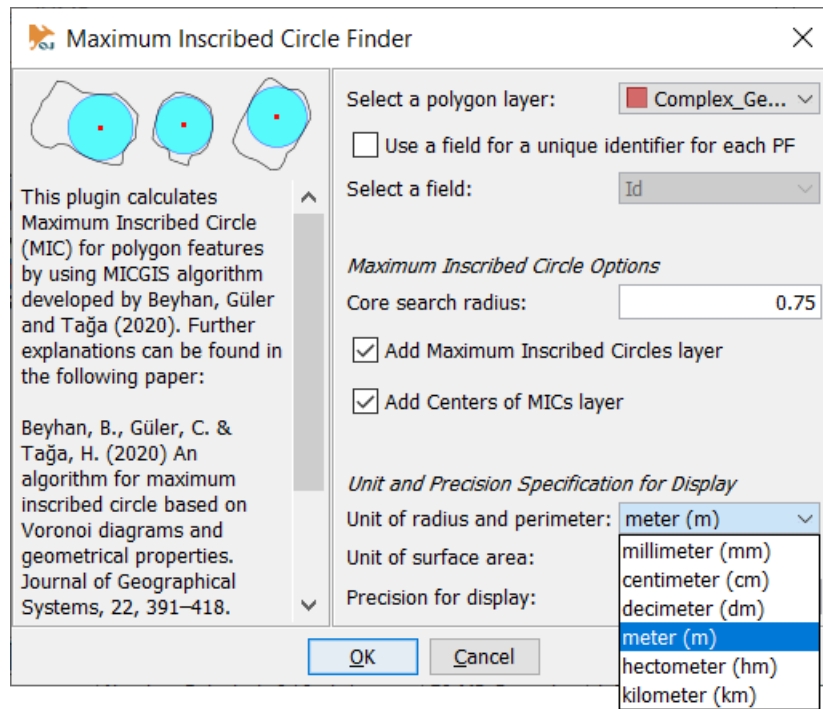 Maximum Inscribed Circle Finder
This plugin calculates
Maximum Inscribed Circle
(MIC) for polygon features
by using MICGIS algorithm
developed by Beyhan, Güler
and Tağa (2020). Further
explanations can be found in
the following paper:
Beyhan, B., Güler, C. &
Tağa, H. (2020) An
algorithm for maximum
inscribed circle based on
Voronoi diagrams and
geometrical properties.
Journal of Geographical
Systems, 22, 391–418.
Select a polygon layer: Complex_Ge...
Use a field for a unique identifier for each PF
Select a field: Id
Maximum Inscribed Circle Options
Core search radius: 0.75
Add Maximum Inscribed Circles layer
Add Centers of MICs layer
Unit and Precision Specification for Display
Unit of radius and perimeter: meter (m)
Unit of surface area:
Precision for display:
millimeter (mm)
centimeter (cm)
decimeter (dm)
meter (m)
hectometer (hm)
kilometer (km)
OK Cancel